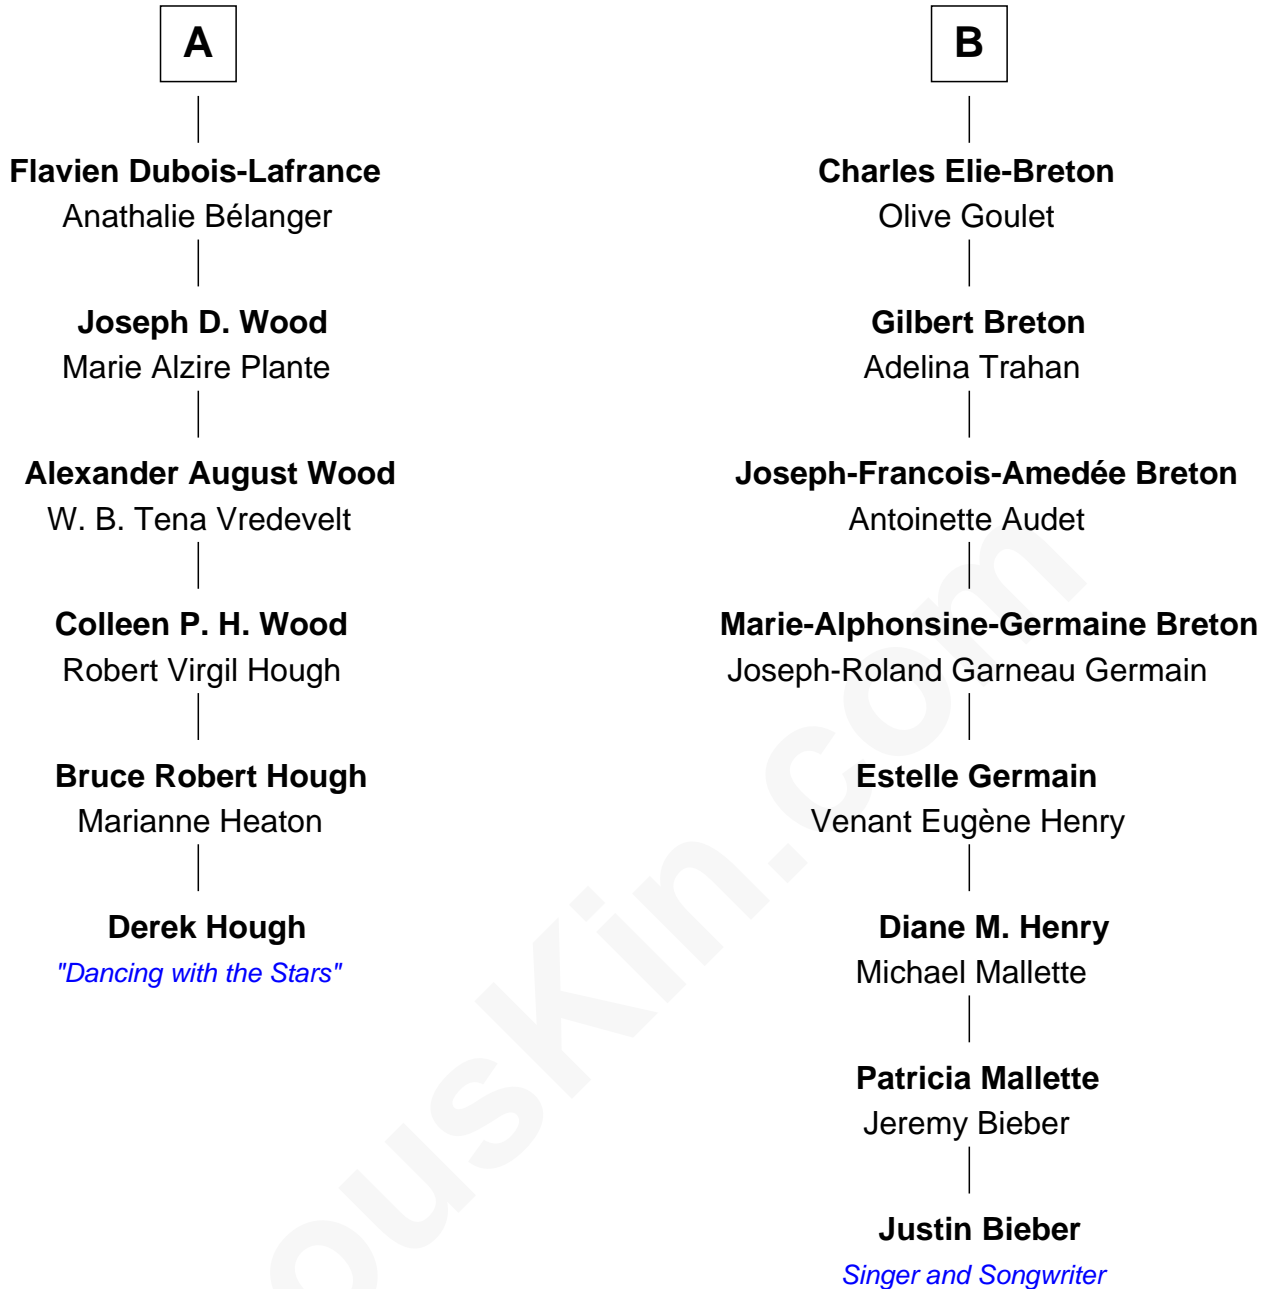 A
Flavien Dubois-Lafrance
Anathalie Bélanger
Joseph D. Wood
Marie Alzire Plante
Alexander August Wood
W. B. Tena Vredevelt
Colleen P. H. Wood
Robert Virgil Hough
Bruce Robert Hough
Marianne Heaton
Derek Hough
"Dancing with the Stars"
B
Charles Elie-Breton
Olive Goulet
Gilbert Breton
Adelina Trahan
Joseph-Francois-Amedée Breton
Antoinette Audet
Marie-Alphonsine-Germaine Breton
Joseph-Roland Garneau Germain
Estelle Germain
Venant Eugène Henry
Diane M. Henry
Michael Mallette
Patricia Mallette
Jeremy Bieber
Justin Bieber
Singer and Songwriter
ousKin.com